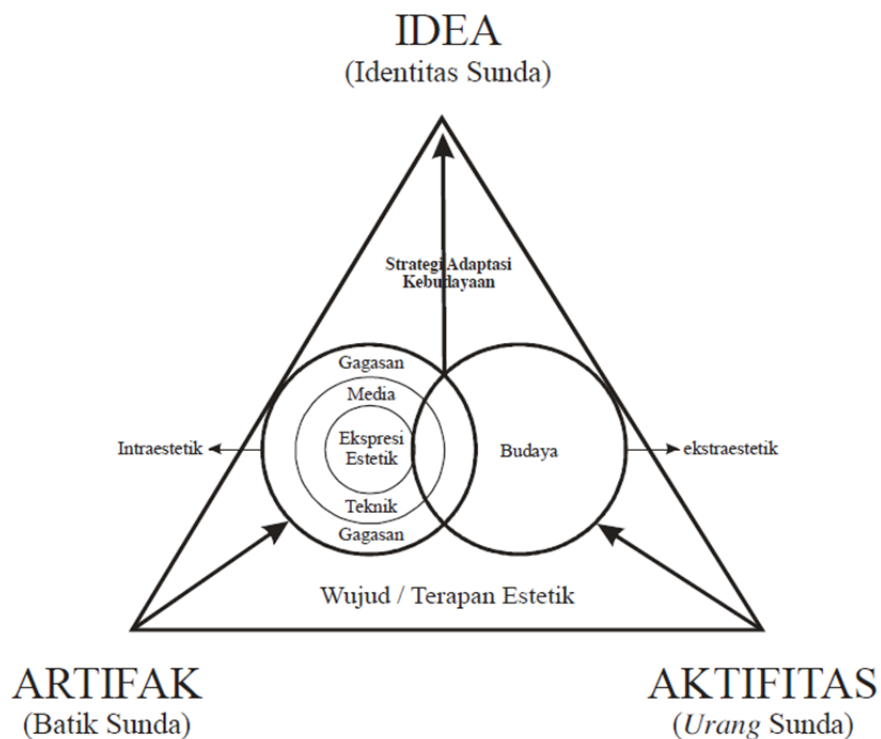 IDEA
(Identitas Sunda)
Strategi Adaptasi
Kebudayaan
Gagasan
Media
Ekspresi
Estetik
Teknik
Gagasan
Intraestetik
Budaya
ekstraestetik
Wujud / Terapan Estetik
ARTIFAK
(Batik Sunda)
AKTIFITAS
(Urang Sunda)